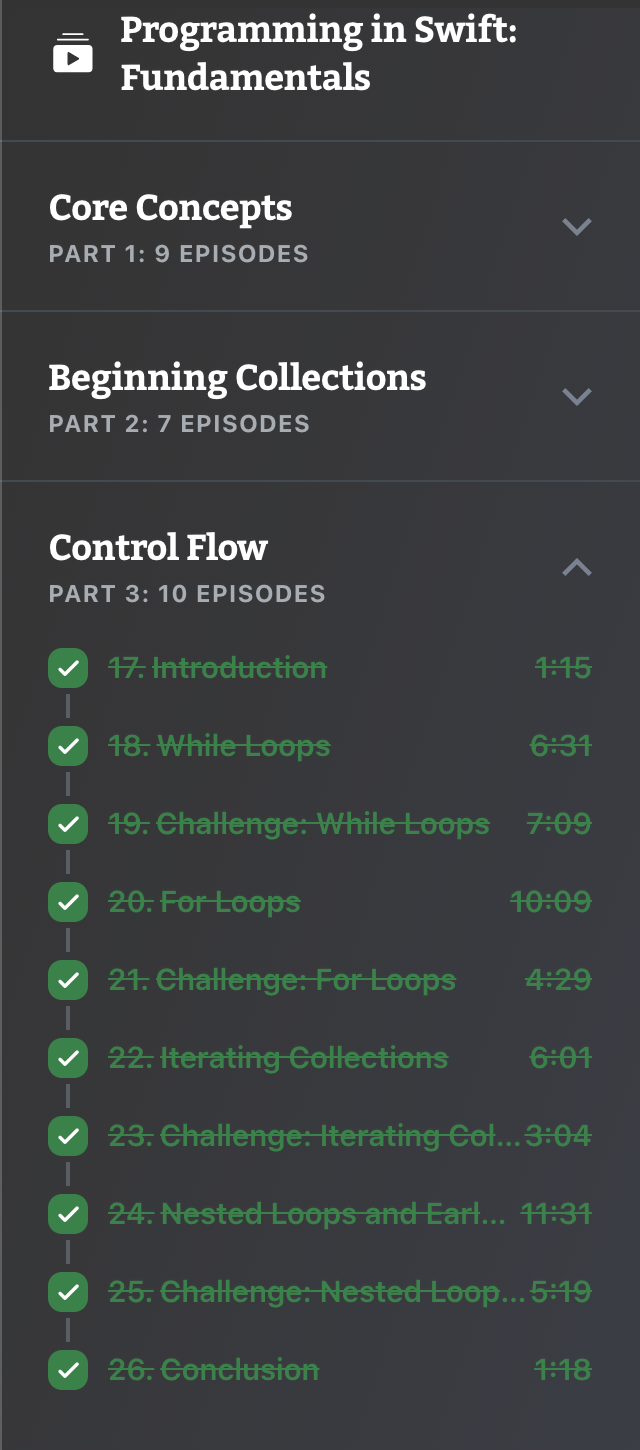 Programming in Swift:
Fundamentals
Core Concepts
PART 1: 9 EPISODES
Beginning Collections
PART 2: 7 EPISODES
Control Flow
PART 3: 10 EPISODES
17. Introduction 1:15
18. While Loops 6:31
19. Challenge: While Loops 7:09
20. For Loops 10:09
21. Challenge: For Loops 4:29
22. Iterating Collections 6:01
23. Challenge: Iterating Col... 3:04
24. Nested Loops and Earl... 11:31
25. Challenge: Nested Loop... 5:19
26. Conclusion 1:18